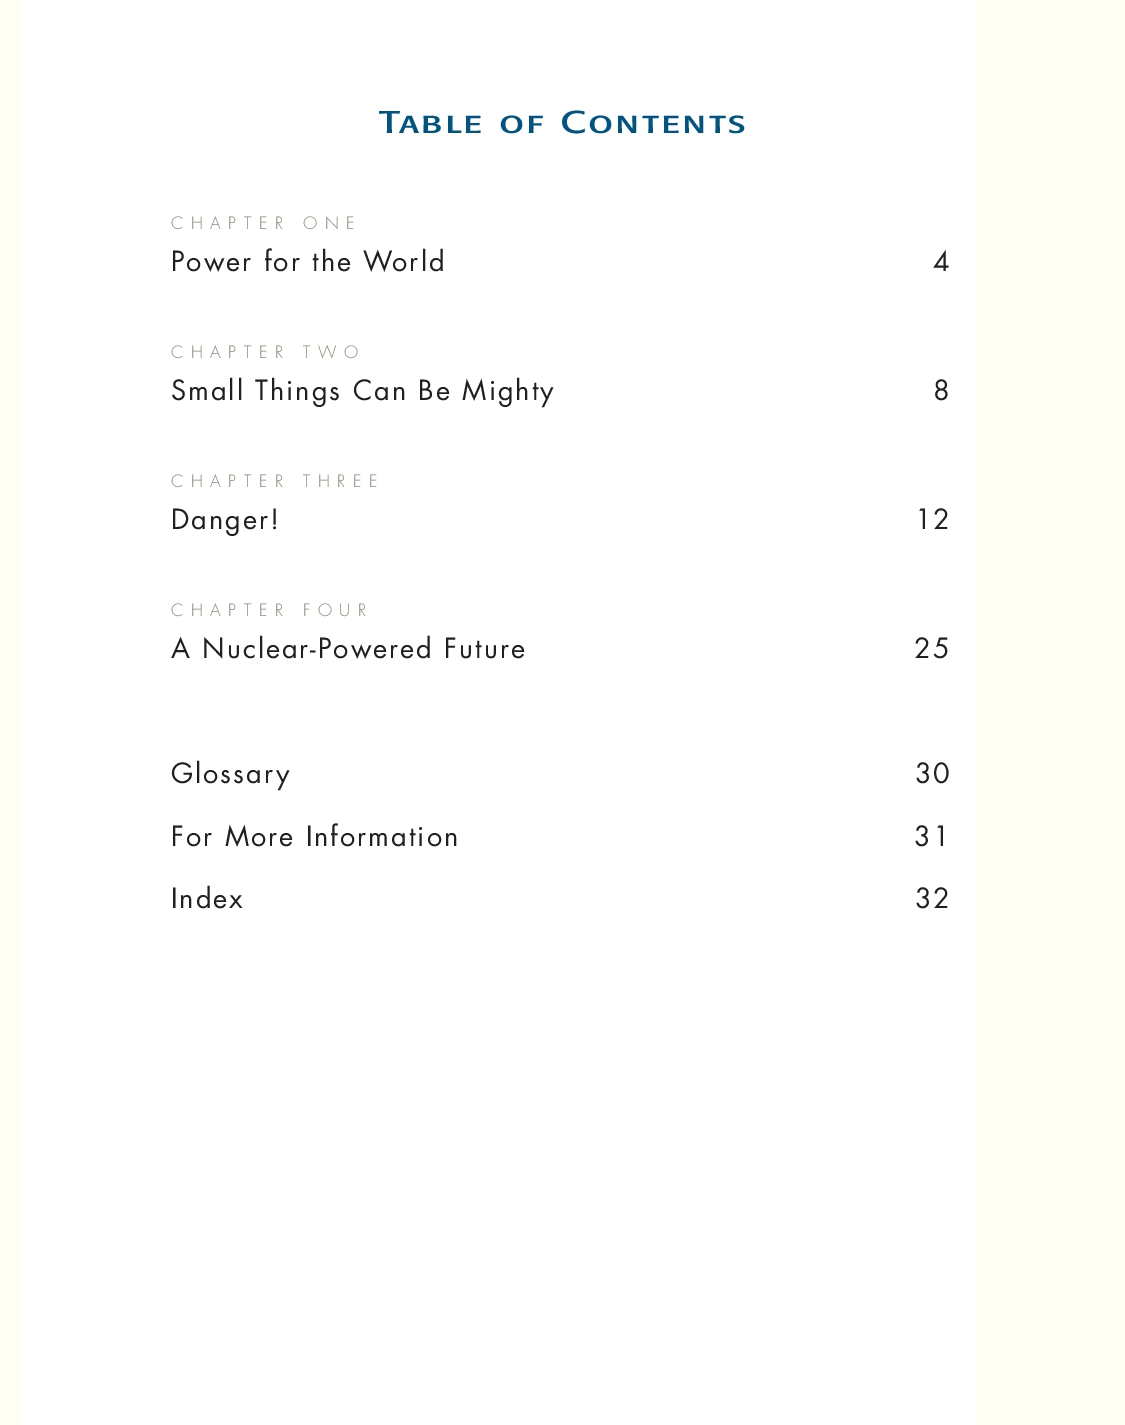 Table of Contents
CHAPTER ONE
Power for the World 4
CHAPTER TWO
Small Things Can Be Mighty 8
CHAPTER THREE
Danger! 12
CHAPTER FOUR
A Nuclear-Powered Future 25
Glossary 30
For More Information 31
Index 32